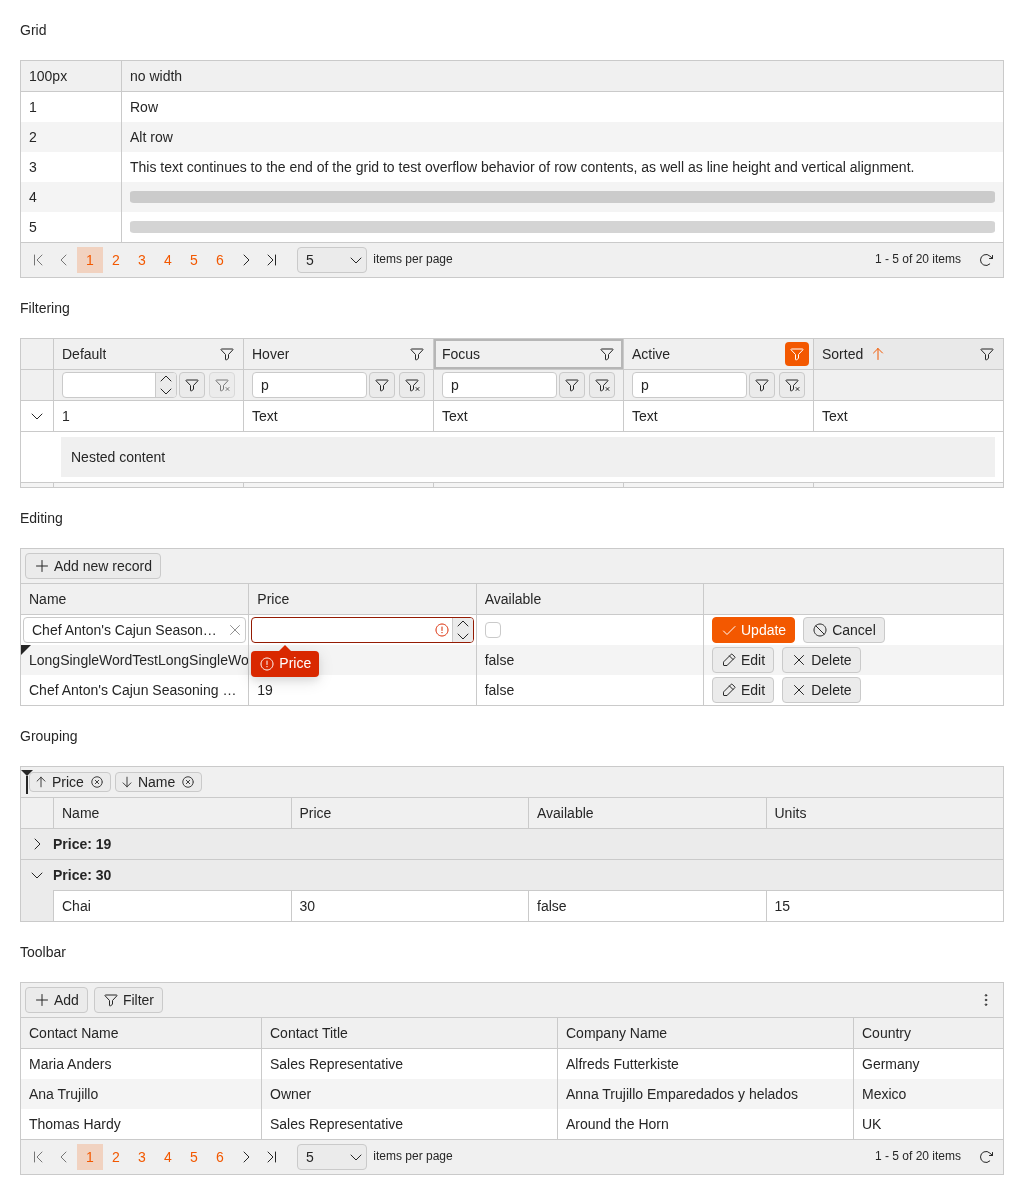 Grid
100px no width
1 Row
2 Alt row
3 This text continues to the end of the grid to test overflow behavior of row contents, as well as line height and vertical alignment.
4
5
1 2 3 4 5 6 5 items per page 1 - 5 of 20 items
Filtering
Default Hover Focus Active Sorted
p p p
1 Text Text Text Text
Nested content
Editing
Add new record
Name Price Available
Chef Anton's Cajun Season... Update Cancel
LongSingleWordTestLongSingleWo Price false Edit Delete
Chef Anton's Cajun Seasoning ... 19 false Edit Delete
Grouping
Price Name
Name Price Available Units
Price: 19
Price: 30
Chai 30 false 15
Toolbar
Add Filter
Contact Name Contact Title Company Name Country
Maria Anders Sales Representative Alfreds Futterkiste Germany
Ana Trujillo Owner Anna Trujillo Emparedados y helados Mexico
Thomas Hardy Sales Representative Around the Horn UK
1 2 3 4 5 6 5 items per page 1 - 5 of 20 items